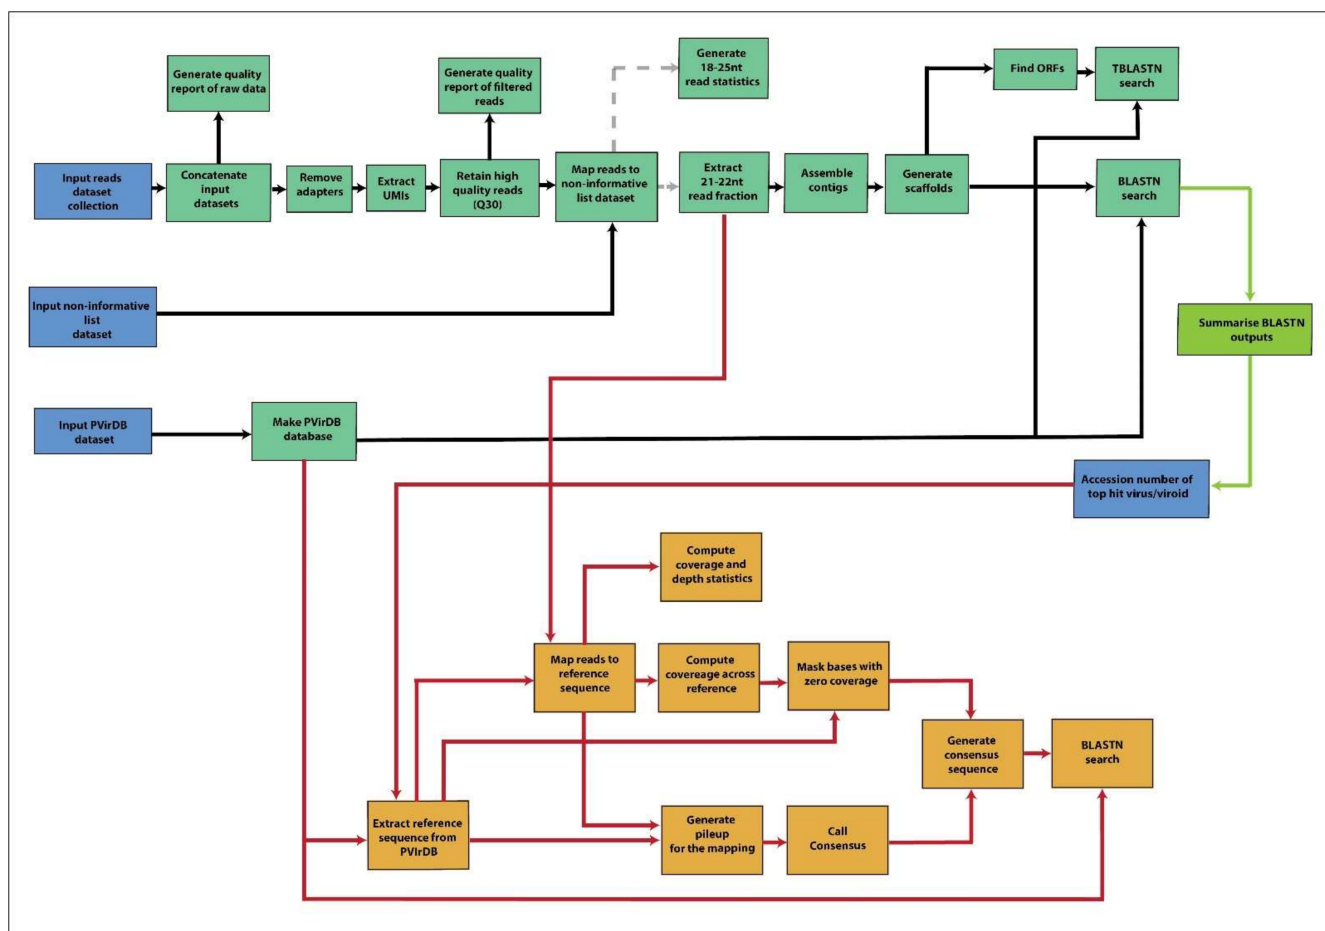 Generate quality
report of raw data
Generate quality
report of filtered
reads
Generate
18-25nt
read statistics
Find ORFs
TBLASTN
search
Input reads
dataset
collection
Concatenate
input
datasets
Remove
adapters
Extract
UMIs
Retain high
quality reads
(Q30)
Map reads to
non-informative
list dataset
Extract
21-22nt
read fraction
Assemble
contigs
Generate
scaffolds
BLASTN
search
Input non-informative
list
dataset
Summarise BLASTN
outputs
Input PVirDB
dataset
Make PVirDB
database
Accession number of
top hit virus/viroid
Compute
coverage and
depth statistics
Map reads to
reference
sequence
Compute
covereage across
reference
Mask bases with
zero coverage
Generate
consensus
sequence
BLASTN
search
Extract reference
sequence from
PVIrDB
Generate
pileup
for the mapping
Call
Consensus